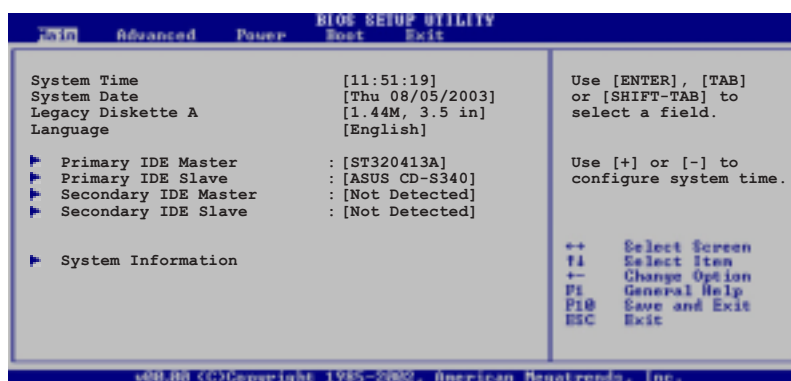 BIOS SETUP UTILITY
Main Advanced Power Boot Exit
System Time [11:51:19]
System Date [Thu 08/05/2003]
Legacy Diskette A [1.44M, 3.5 in]
Language [English]
Primary IDE Master : [ST320413A]
Primary IDE Slave : [ASUS CD-S340]
Secondary IDE Master : [Not Detected]
Secondary IDE Slave : [Not Detected]
System Information
Use [ENTER], [TAB]
or [SHIFT-TAB] to
select a field.
Use [+] or [-] to
configure system time.
↔ Select Screen
↑↓ Select Item
+- Change Option
F1 General Help
F10 Save and Exit
ESC Exit
(C)Copyright 1985-2002, American Megatrends, Inc.